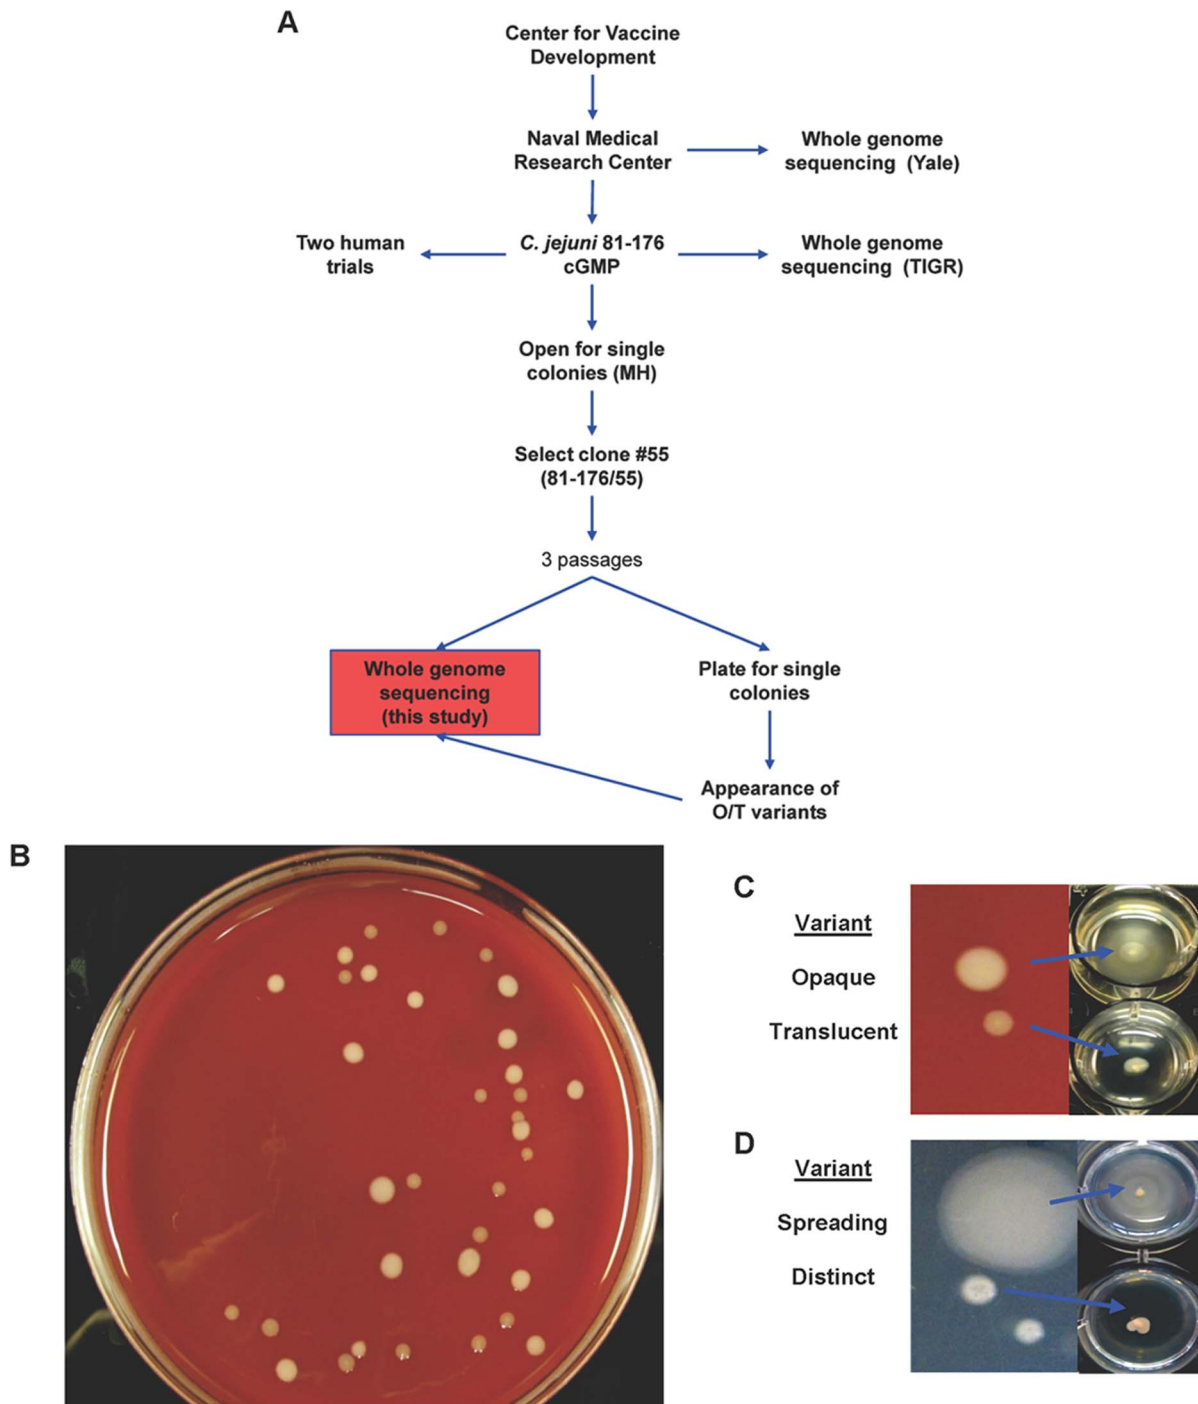 A
Center for Vaccine
Development
Naval Medical
Research Center
Whole genome
sequencing (Yale)
Two human
trials
C. jejuni 81-176
cGMP
Whole genome
sequencing (TIGR)
Open for single
colonies (MH)
Select clone #55
(81-176/55)
3 passages
Whole genome
sequencing
(this study)
Plate for single
colonies
Appearance of
O/T variants
B
C
Variant
Opaque
Translucent
D
Variant
Spreading
Distinct